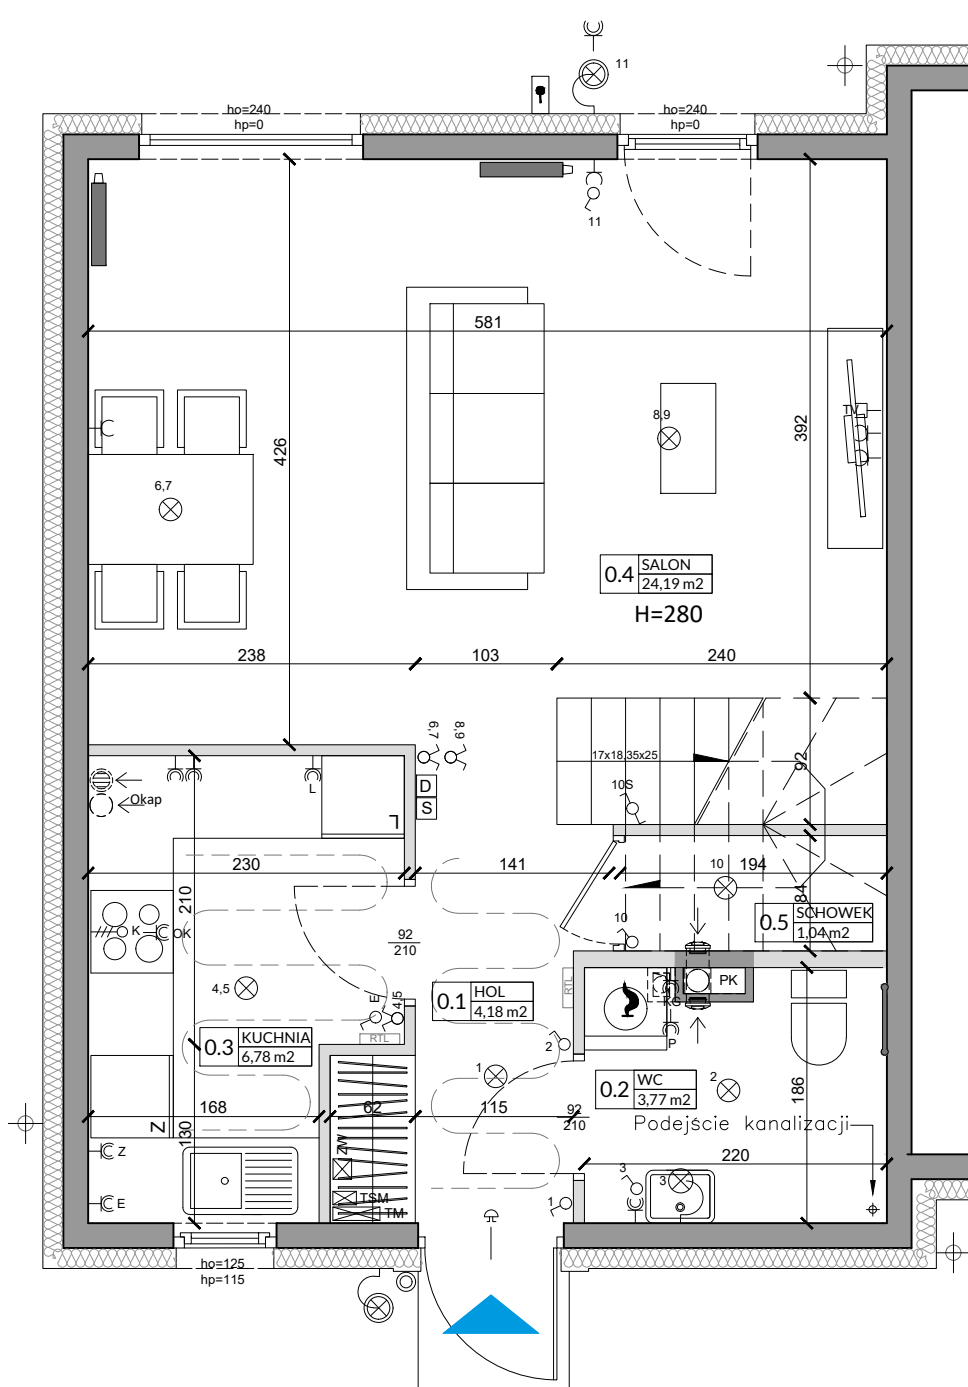 11
ho=240
hp=0
ho=240
hp=0
11
581
426
392
TV
8,9
6,7
0.4
SALON
24,19 m2
H=280
238
103
240
6,7
8,9
17x18,35x25
92
D
S
Okap
L
10S
230
141
194
10
210
84
0.5
SCHOWEK
1,04 m2
K
OK
92
210
10
PK
4,5
RTL
KG
0.1
HOL
4,18 m2
E
4,5
0.3
KUCHNIA
6,78 m2
RTL
P
2
1
0.2
WC
3,77 m2
2
186
168
62
115
92
210
Podejście kanalizacji
Z
130
ZW
220
Z
3
3
E
TSM
TM
1
ho=125
hp=115